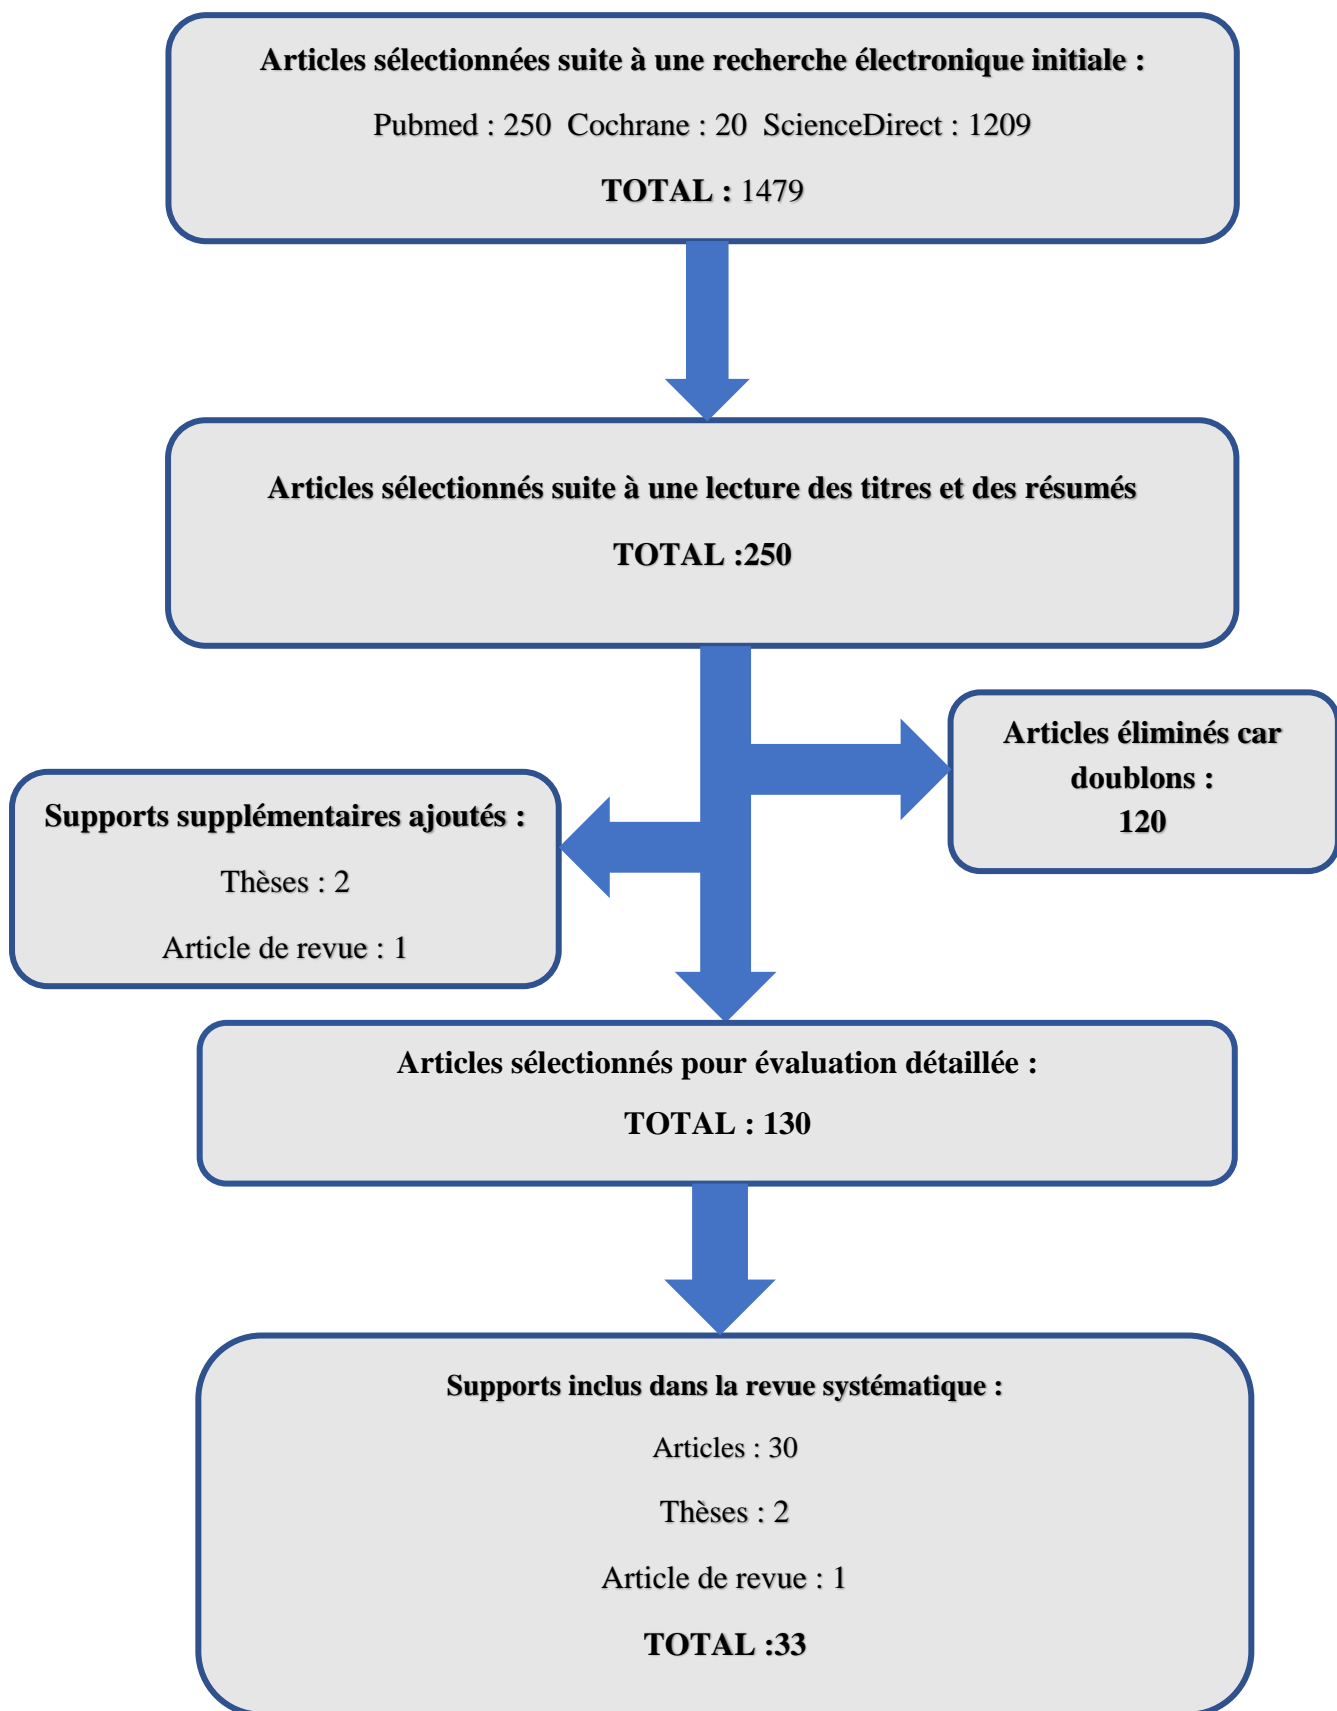 Articles sélectionnées suite à une recherche électronique initiale :
Pubmed : 250 Cochrane : 20 ScienceDirect : 1209
TOTAL : 1479
Articles sélectionnés suite à une lecture des titres et des résumés
TOTAL :250
Articles éliminés car
doublons :
120
Supports supplémentaires ajoutés :
Thèses : 2
Article de revue : 1
Articles sélectionnés pour évaluation détaillée :
TOTAL : 130
Supports inclus dans la revue systématique :
Articles : 30
Thèses : 2
Article de revue : 1
TOTAL :33